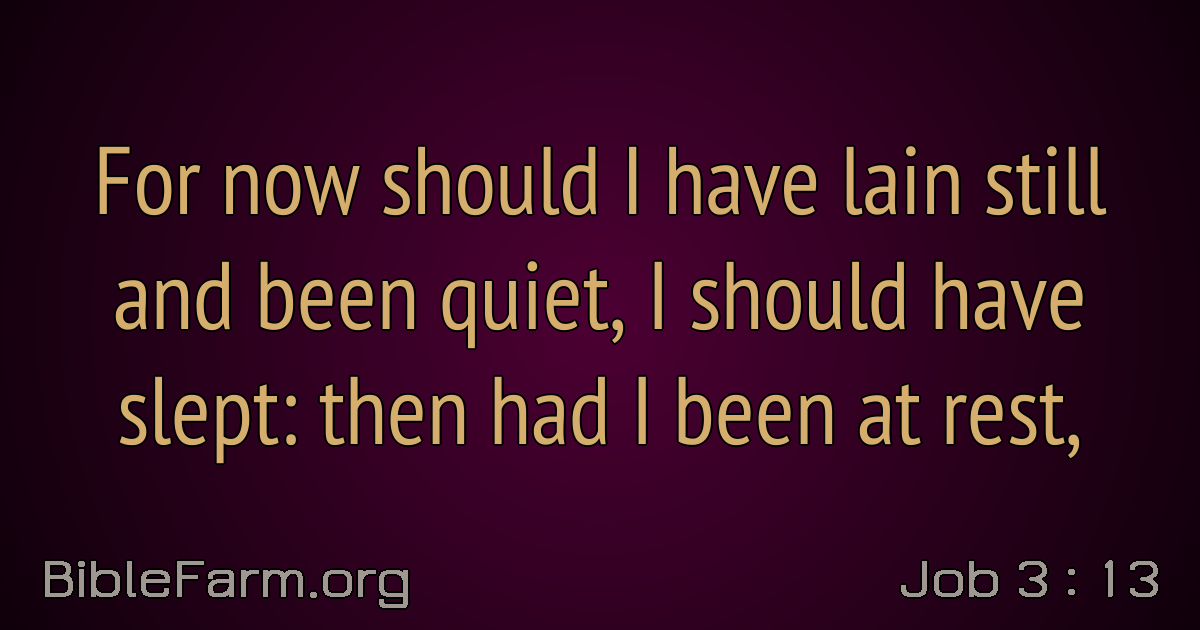 For now should I have lain still
and been quiet, I should have
slept: then had I been at rest,
BibleFarm.org
Job 3 : 13